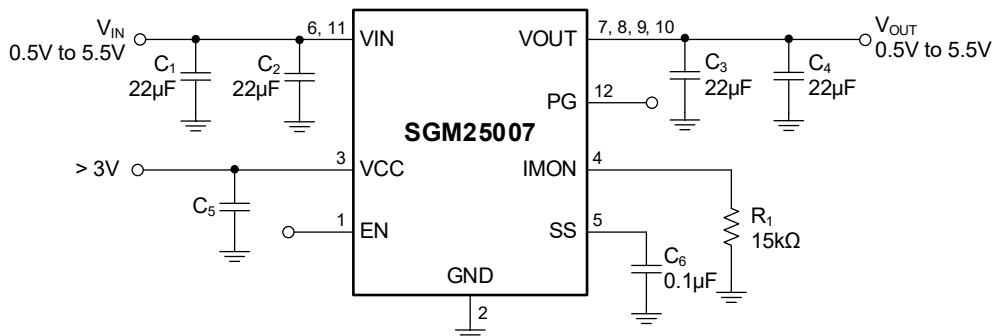 VIN
0.5V to 5.5V
C1
22µF
C2
22µF
6, 11
VIN
VOUT
7, 8, 9, 10
C3
22µF
C4
22µF
VOUT
0.5V to 5.5V
PG
12
SGM25007
> 3V
C5
3
VCC
IMON
4
R1
15kΩ
1
EN
SS
5
C6
0.1µF
GND
2